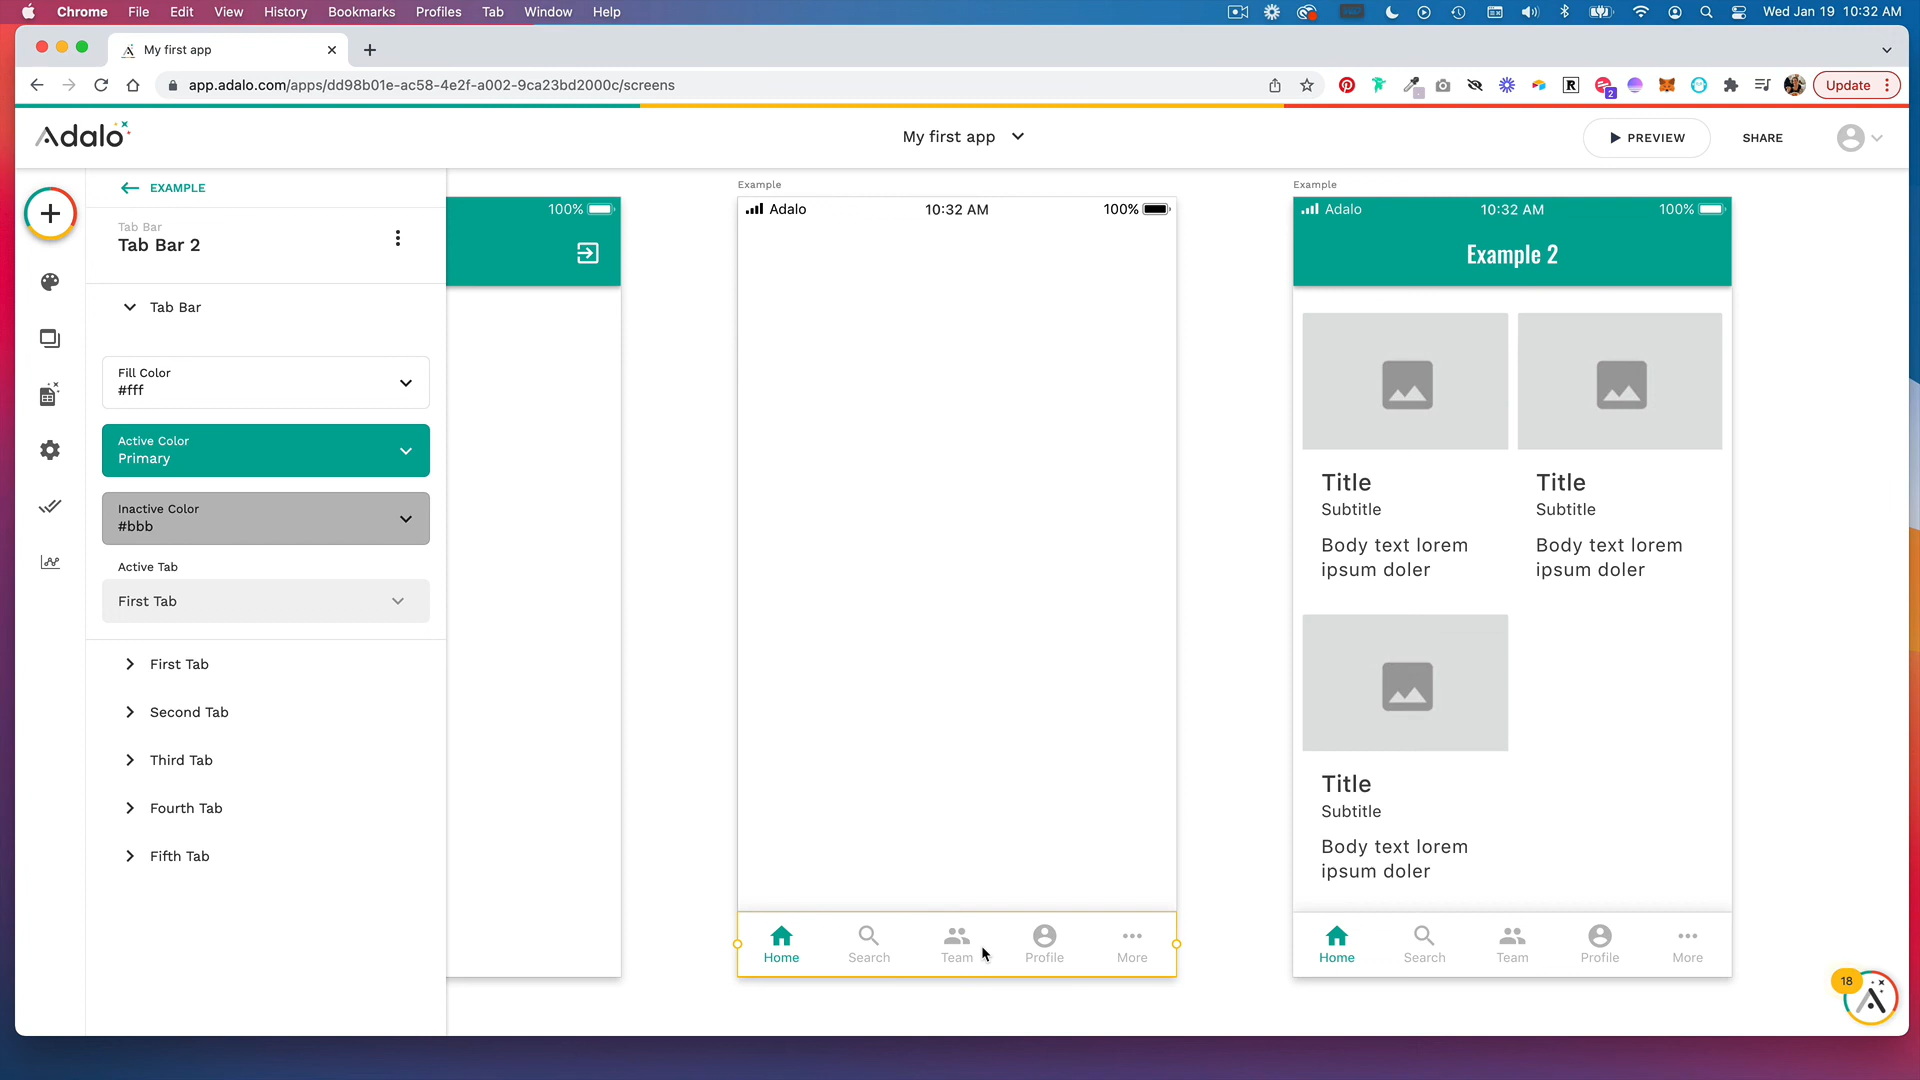 Chrome File Edit View History Bookmarks Profiles Tab Window Help
Wed Jan 19 10:32 AM
My first app
app.adalo.com/apps/dd98b01e-ac58-4e2f-a002-9ca23bd2000c/screens
2
Update
Adalo
My first app
PREVIEW
SHARE
EXAMPLE
Tab Bar
Tab Bar 2
Tab Bar
Fill Color
#fff
Active Color
Primary
Inactive Color
#bbb
Active Tab
First Tab
First Tab
Second Tab
Third Tab
Fourth Tab
Fifth Tab
100%
Example
Adalo 10:32 AM 100%
Home Search Team Profile More
Example
Adalo 10:32 AM 100%
Example 2
Title Title
Subtitle Subtitle
Body text lorem Body text lorem
ipsum doler ipsum doler
Title
Subtitle
Body text lorem
ipsum doler
Home Search Team Profile More
18